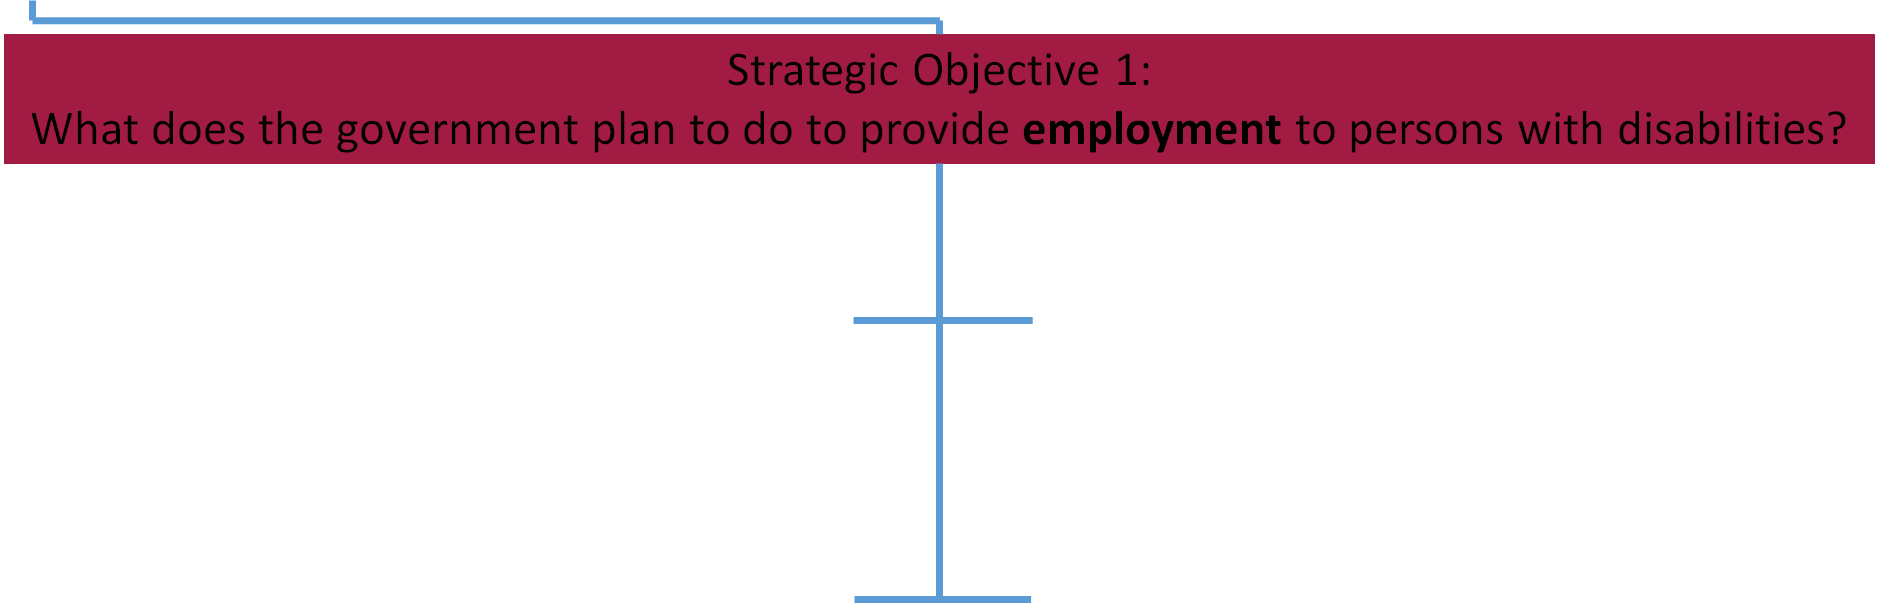 Strategic Objective 1:
What does the government plan to do to provide employment to persons with disabilities?